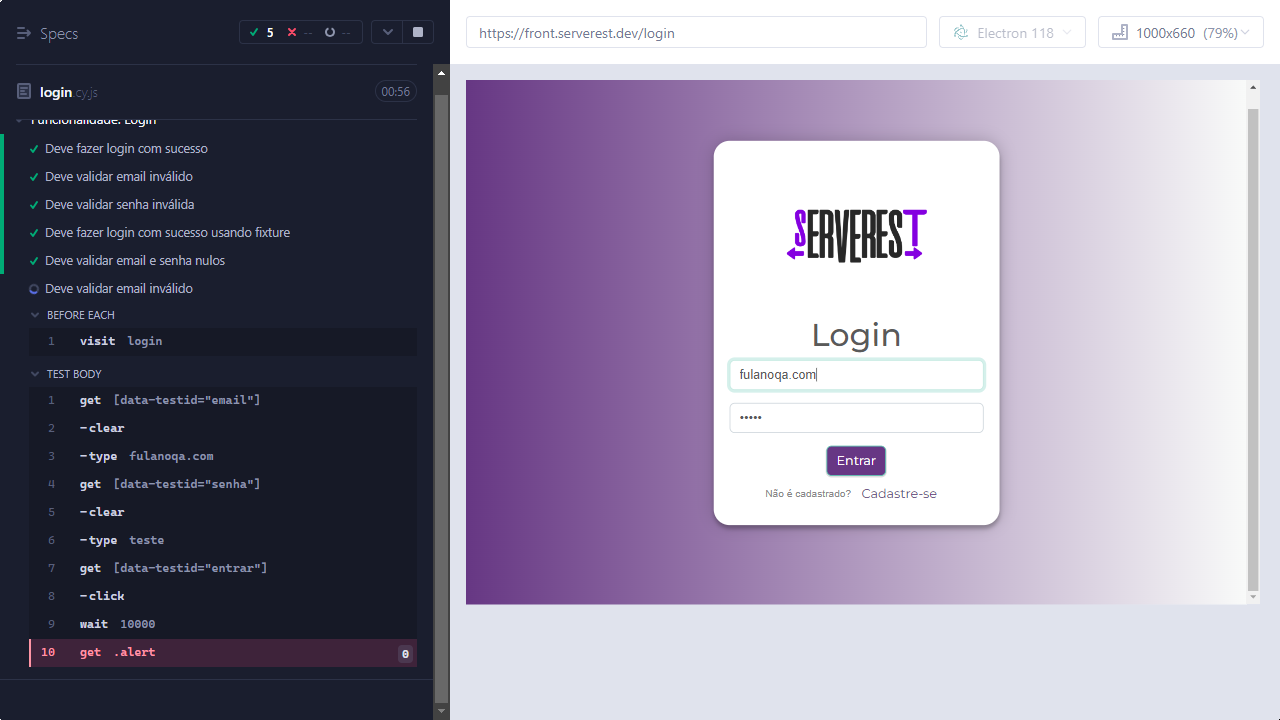 Specs
5
--
--
https://front.serverest.dev/login
Electron 118
1000x660 (79%)
login.cy.js
00:56
Funcionalidade: Login
Deve fazer login com sucesso
Deve validar email inválido
Deve validar senha inválida
Deve fazer login com sucesso usando fixture
Deve validar email e senha nulos
Deve validar email inválido
BEFORE EACH
1 visit login
TEST BODY
1 get [data-testid="email"]
2 -clear
3 -type fulanoqa.com
4 get [data-testid="senha"]
5 -clear
6 -type teste
7 get [data-testid="entrar"]
8 -click
9 wait 10000
10 get .alert 0
SERVEREST
Login
fulanoqa.com
•••••
Entrar
Não é cadastrado? Cadastre-se